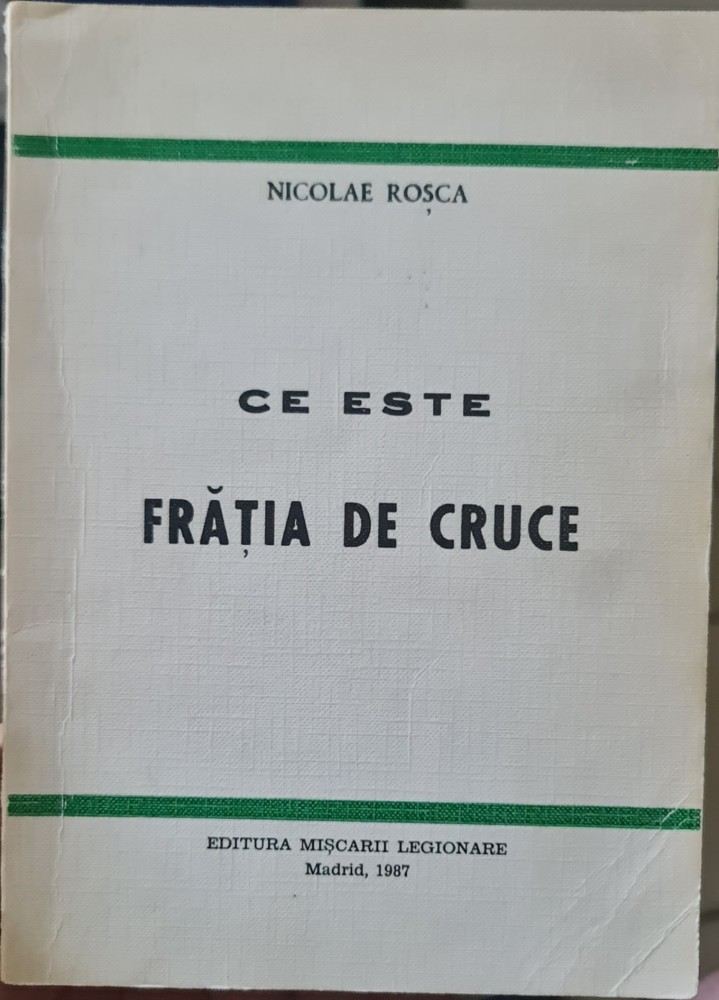 NICOLAE ROȘCA
CE ESTE
FRĂȚIA DE CRUCE
EDITURA MIȘCARII LEGIONARE
Madrid, 1987